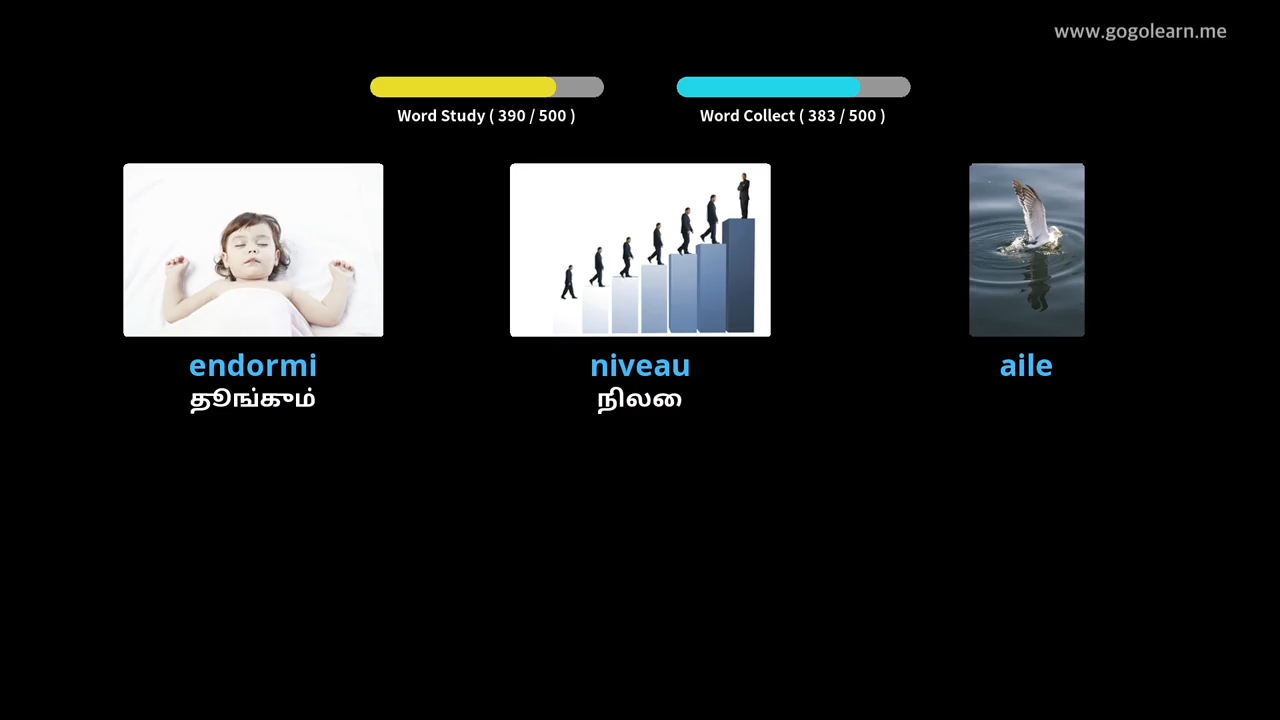 www.gogolearn.me
Word Study ( 390 / 500 )
Word Collect ( 383 / 500 )
endormi
தூங்கும்
niveau
நிலை
aile